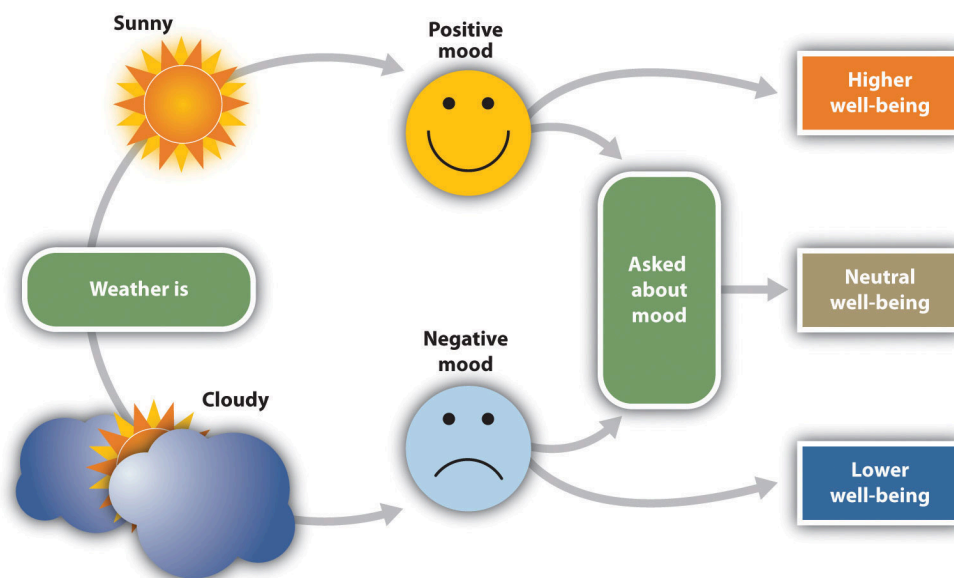 Sunny
Positive
mood
Higher
well-being
Weather is
Asked
about
mood
Neutral
well-being
Negative
mood
Cloudy
Lower
well-being